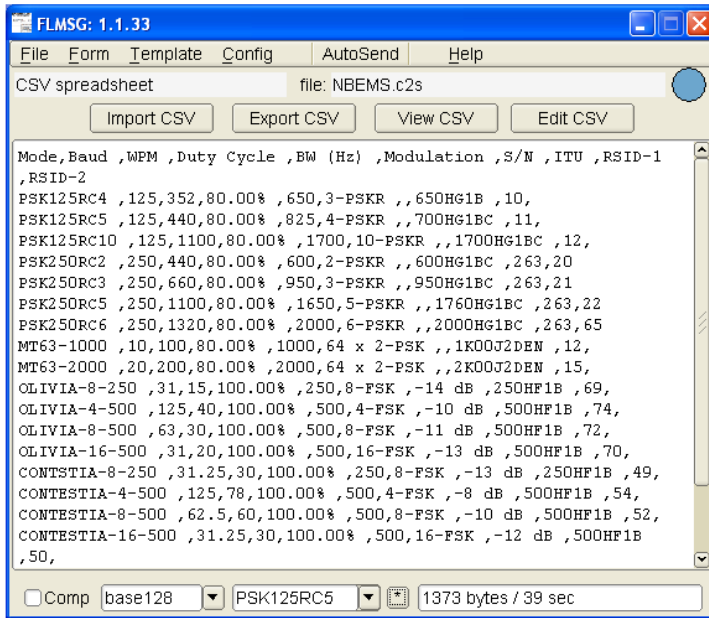 FLMSG: 1.1.33
File Form Template Config AutoSend Help
CSV spreadsheet file: NBEMS.c2s
Import CSV Export CSV View CSV Edit CSV
Mode,Baud ,WPM ,Duty Cycle ,BW (Hz) ,Modulation ,S/N ,ITU ,RSID-1
,RSID-2
PSK125RC4 ,125,352,80.00% ,650,3-PSKR ,,650HG1B ,10,
PSK125RC5 ,125,440,80.00% ,825,4-PSKR ,,700HG1BC ,11,
PSK125RC10 ,125,1100,80.00% ,1700,10-PSKR ,,1700HG1BC ,12,
PSK250RC2 ,250,440,80.00% ,600,2-PSKR ,,600HG1BC ,263,20
PSK250RC3 ,250,660,80.00% ,950,3-PSKR ,,950HG1BC ,263,21
PSK250RC5 ,250,1100,80.00% ,1650,5-PSKR ,,1760HG1BC ,263,22
PSK250RC6 ,250,1320,80.00% ,2000,6-PSKR ,,2000HG1BC ,263,65
MT63-1000 ,10,100,80.00% ,1000,64 x 2-PSK ,,1K00J2DEN ,12,
MT63-2000 ,20,200,80.00% ,2000,64 x 2-PSK ,,2K00J2DEN ,15,
OLIVIA-8-250 ,31,15,100.00% ,250,8-FSK ,-14 dB ,250HF1B ,69,
OLIVIA-4-500 ,125,40,100.00% ,500,4-FSK ,-10 dB ,500HF1B ,74,
OLIVIA-8-500 ,63,30,100.00% ,500,8-FSK ,-11 dB ,500HF1B ,72,
OLIVIA-16-500 ,31,20,100.00% ,500,16-FSK ,-13 dB ,500HF1B ,70,
CONTSTIA-8-250 ,31.25,30,100.00% ,250,8-FSK ,-13 dB ,250HF1B ,49,
CONTESTIA-4-500 ,125,78,100.00% ,500,4-FSK ,-8 dB ,500HF1B ,54,
CONTESTIA-8-500 ,62.5,60,100.00% ,500,8-FSK ,-10 dB ,500HF1B ,52,
CONTESTIA-16-500 ,31.25,30,100.00% ,500,16-FSK ,-12 dB ,500HF1B
,50,
Comp base128 PSK125RC5 * 1373 bytes / 39 sec